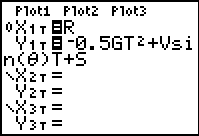 Plot1 Plot2 Plot3
X1T=R
Y1T=-0.5GT²+Vsi
n(θ)T+S
X2T=
Y2T=
X3T=
Y3T=